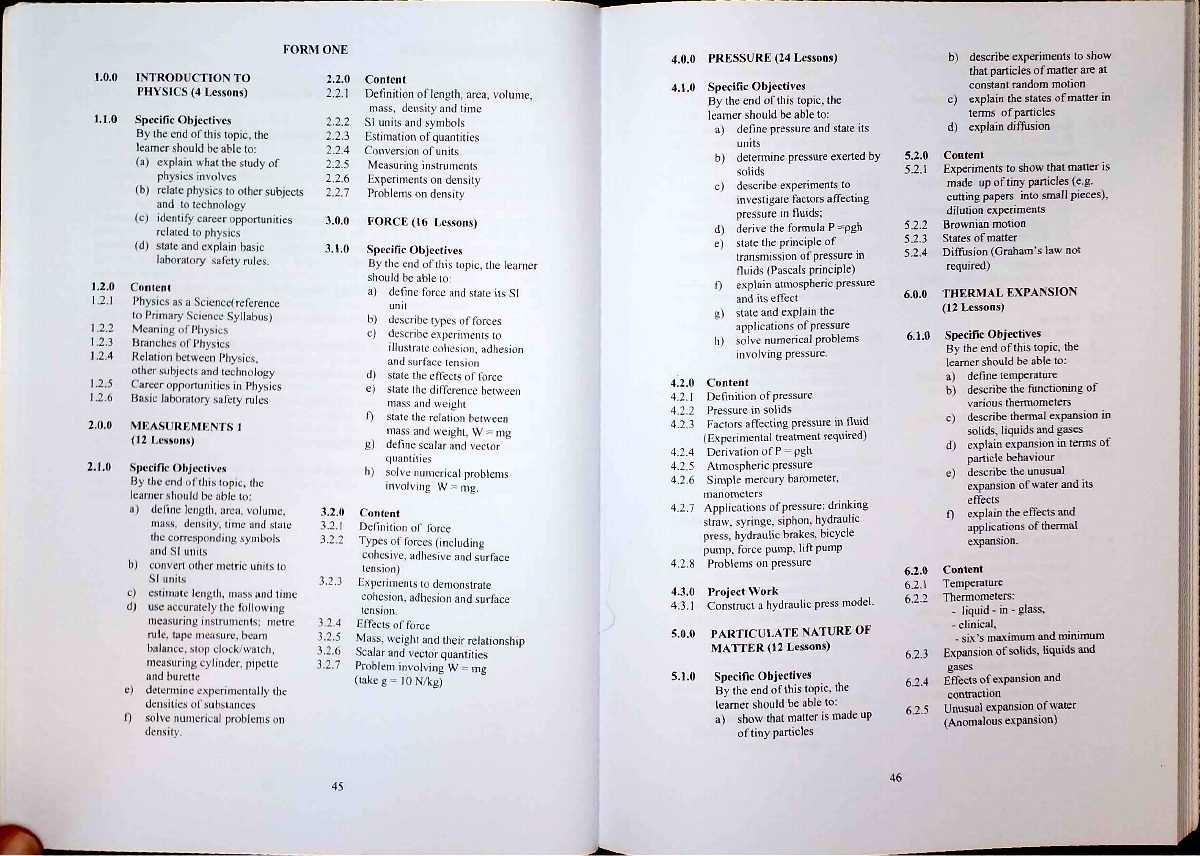 FORM ONE
1.0.0 INTRODUCTION TO
PHYSICS (4 Lessons)
1.1.0 Specific Objectives
By the end of this topic, the
learner should be able to:
(a) explain what the study of
physics involves
(b) relate physics to other subjects
and to technology
(c) identify career opportunities
related to physics
(d) state and explain basic
laboratory safety rules.
1.2.0 Content
1.2.1 Physics as a Science(reference
to Primary Science Syllabus)
1.2.2 Meaning of Physics
1.2.3 Branches of Physics
1.2.4 Relation between Physics,
other subjects and technology
1.2.5 Career opportunities in Physics
1.2.6 Basic laboratory safety rules
2.0.0 MEASUREMENTS 1
(12 Lessons)
2.1.0 Specific Objectives
By the end of this topic, the
learner should be able to:
a) define length, area, volume,
mass, density, time and state
the corresponding symbols
and SI units
b) convert other metric units to
SI units
c) estimate length, mass and time
d) use accurately the following
measuring instruments; metre
rule, tape measure, beam
balance, stop clock/watch,
measuring cylinder, pipette
and burette
e) determine experimentally the
densities of substances
f) solve numerical problems on
density.
2.2.0 Content
2.2.1 Definition of length, area, volume,
mass, density and time
2.2.2 SI units and symbols
2.2.3 Estimation of quantities
2.2.4 Conversion of units
2.2.5 Measuring instruments
2.2.6 Experiments on density
2.2.7 Problems on density
3.0.0 FORCE (16 Lessons)
3.1.0 Specific Objectives
By the end of this topic, the learner
should be able to:
a) define force and state its SI
unit
b) describe types of forces
c) describe experiments to
illustrate cohesion, adhesion
and surface tension
d) state the effects of force
e) state the difference between
mass and weight
f) state the relation between
mass and weight, W = mg
g) define scalar and vector
quantities
h) solve numerical problems
involving W = mg.
3.2.0 Content
3.2.1 Definition of force
3.2.2 Types of forces (including
cohesive, adhesive and surface
tension)
3.2.3 Experiments to demonstrate
cohesion, adhesion and surface
tension.
3.2.4 Effects of force
3.2.5 Mass, weight and their relationship
3.2.6 Scalar and vector quantities
3.2.7 Problem involving W = mg
(take g = 10 N/kg)
45
4.0.0 PRESSURE (24 Lessons)
4.1.0 Specific Objectives
By the end of this topic, the
learner should be able to:
a) define pressure and state its
units
b) determine pressure exerted by
solids
c) describe experiments to
investigate factors affecting
pressure in fluids;
d) derive the formula P =ρgh
e) state the principle of
transmission of pressure in
fluids (Pascals principle)
f) explain atmospheric pressure
and its effect
g) state and explain the
applications of pressure
h) solve numerical problems
involving pressure.
4.2.0 Content
4.2.1 Definition of pressure
4.2.2 Pressure in solids
4.2.3 Factors affecting pressure in fluid
(Experimental treatment required)
4.2.4 Derivation of P = ρgh
4.2.5 Atmospheric pressure
4.2.6 Simple mercury barometer,
manometers
4.2.7 Applications of pressure: drinking
straw, syringe, siphon, hydraulic
press, hydraulic brakes, bicycle
pump, force pump, lift pump
4.2.8 Problems on pressure
4.3.0 Project Work
4.3.1 Construct a hydraulic press model.
5.0.0 PARTICULATE NATURE OF
MATTER (12 Lessons)
5.1.0 Specific Objectives
By the end of this topic, the
learner should be able to:
a) show that matter is made up
of tiny particles
b) describe experiments to show
that particles of matter are at
constant random motion
c) explain the states of matter in
terms of particles
d) explain diffusion
5.2.0 Content
5.2.1 Experiments to show that matter is
made up of tiny particles (e.g.
cutting papers into small pieces),
dilution experiments
5.2.2 Brownian motion
5.2.3 States of matter
5.2.4 Diffusion (Graham's law not
required)
6.0.0 THERMAL EXPANSION
(12 Lessons)
6.1.0 Specific Objectives
By the end of this topic, the
learner should be able to:
a) define temperature
b) describe the functioning of
various thermometers
c) describe thermal expansion in
solids, liquids and gases
d) explain expansion in terms of
particle behaviour
e) describe the unusual
expansion of water and its
effects
f) explain the effects and
applications of thermal
expansion.
6.2.0 Content
6.2.1 Temperature
6.2.2 Thermometers:
- liquid - in - glass,
- clinical,
- six's maximum and minimum
6.2.3 Expansion of solids, liquids and
gases
6.2.4 Effects of expansion and
contraction
6.2.5 Unusual expansion of water
(Anomalous expansion)
46